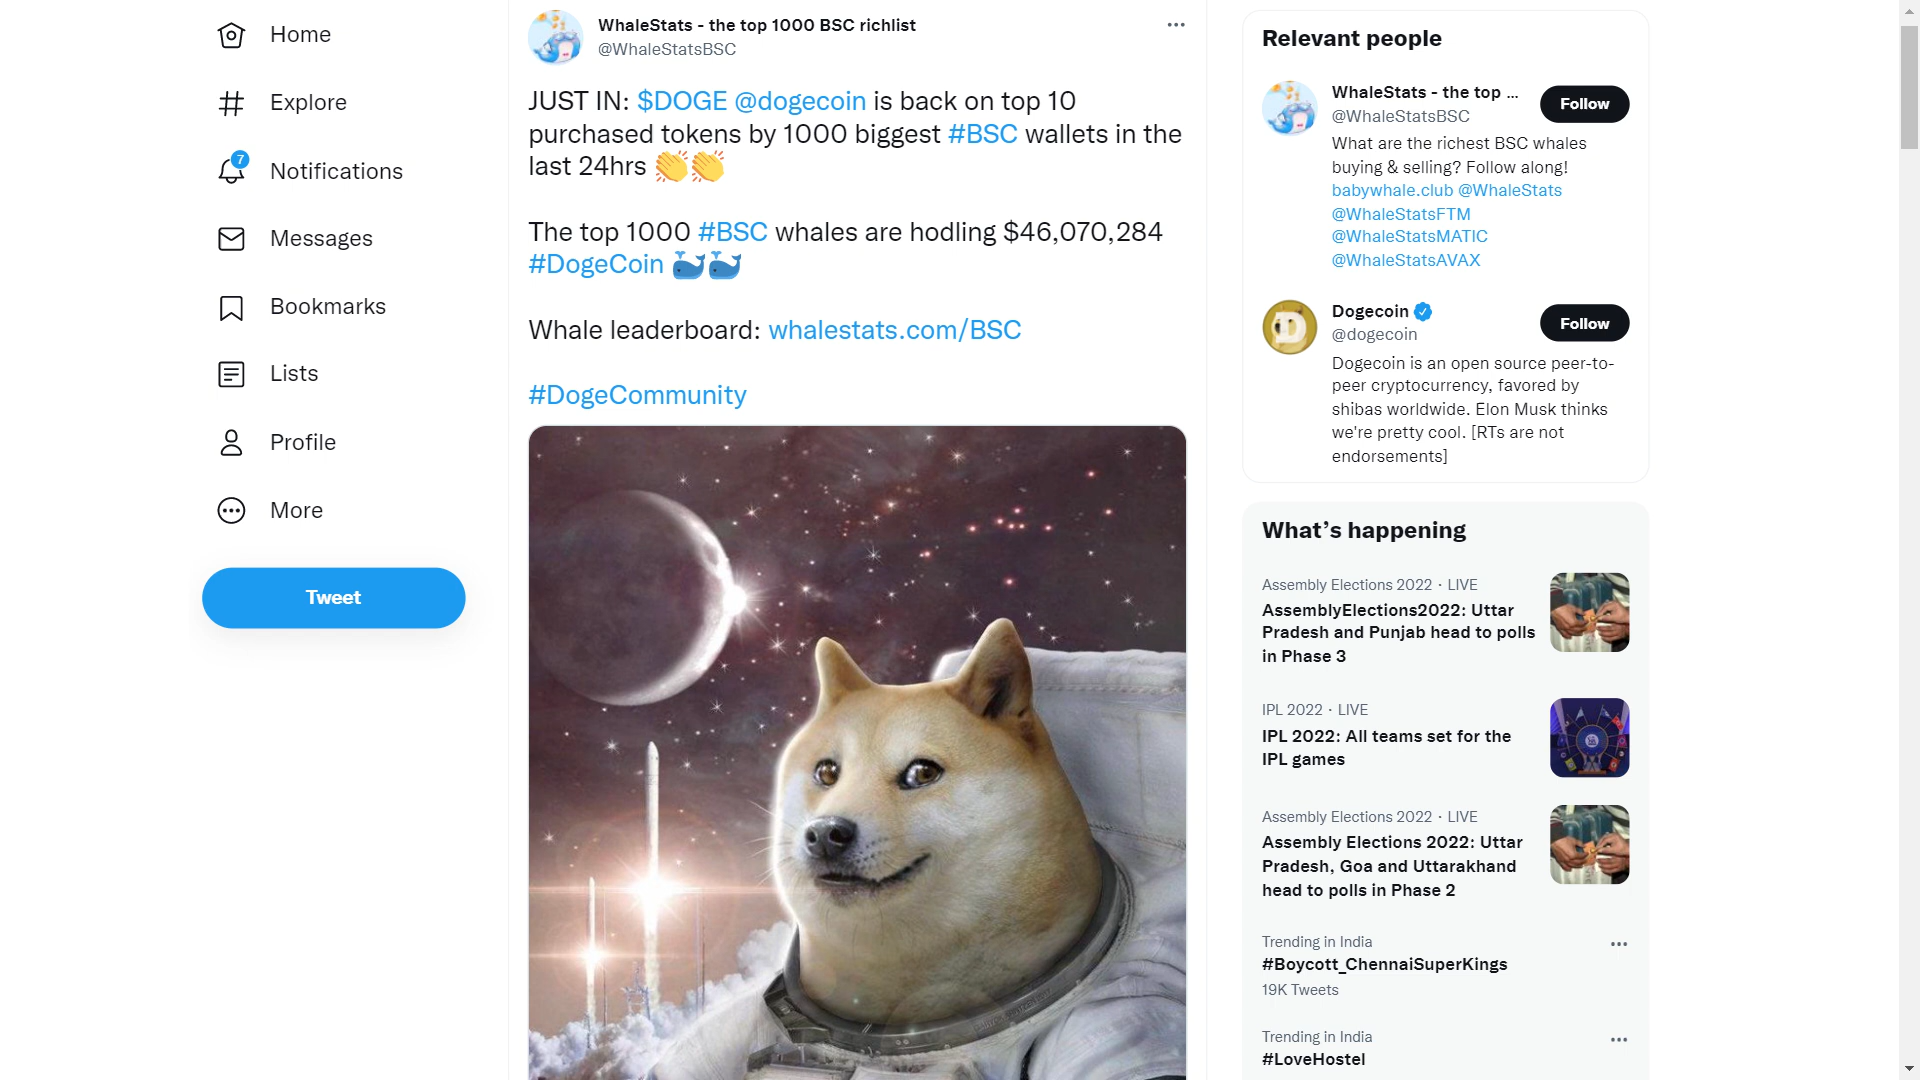 Home
Explore
7
Notifications
Messages
Bookmarks
Lists
Profile
More
Tweet
WhaleStats - the top 1000 BSC richlist
@WhaleStatsBSC
JUST IN: $DOGE @dogecoin is back on top 10
purchased tokens by 1000 biggest #BSC wallets in the
last 24hrs 👏👏
The top 1000 #BSC whales are hodling $46,070,284
#DogeCoin 🐳🐳
Whale leaderboard: whalestats.com/BSC
#DogeCommunity
Relevant people
WhaleStats - the top ...
@WhaleStatsBSC
Follow
What are the richest BSC whales
buying & selling? Follow along!
babywhale.club @WhaleStats
@WhaleStatsFTM
@WhaleStatsMATIC
@WhaleStatsAVAX
Dogecoin
@dogecoin
Follow
Dogecoin is an open source peer-to-
peer cryptocurrency, favored by
shibas worldwide. Elon Musk thinks
we're pretty cool. [RTs are not
endorsements]
What’s happening
Assembly Elections 2022 · LIVE
AssemblyElections2022: Uttar
Pradesh and Punjab head to polls
in Phase 3
IPL 2022 · LIVE
IPL 2022: All teams set for the
IPL games
Assembly Elections 2022 · LIVE
Assembly Elections 2022: Uttar
Pradesh, Goa and Uttarakhand
head to polls in Phase 2
Trending in India
#Boycott_ChennaiSuperKings
19K Tweets
Trending in India
#LoveHostel